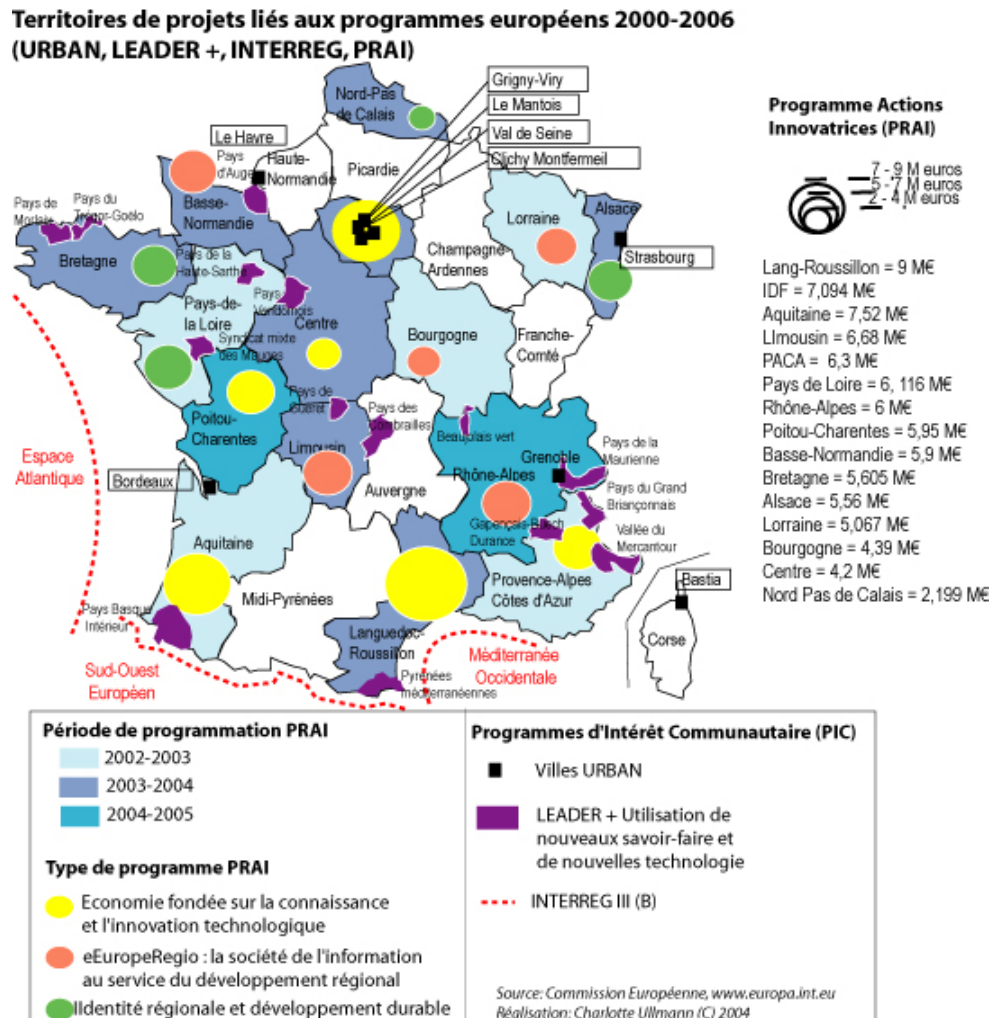 Territoires de projets liés aux programmes européens 2000-2006
(URBAN, LEADER +, INTERREG, PRAI)
Grigny-Viry
Le Mantois
Val de Seine
Clichy Montfermeil
Nord-Pas
de Calais
Le Havre
Pays
d'Auge
Haute-
Normandie
Picardie
Basse-
Normandie
Pays de
Morlaix
Pays du
Trégor-Goëlo
Bretagne
Lorraine
Alsace
Strasbourg
Champagne-
Ardennes
Pays de la
Haute-Sarthe
Pays-de-
la Loire
Pays
Vendomois
Centre
Syndicat mixte
des Mauges
Bourgogne
Franche-
Comté
Poitou-
Charentes
Pays de
Guéret
Pays des
Combrailles
Limousin
Auvergne
Beaujolais vert
Grenoble
Rhône-Alpes
Pays de la
Maurienne
Pays du Grand
Briançonnais
Gapençais-Buëch
Durance
Vallée du
Mercantour
Espace
Atlantique
Bordeaux
Aquitaine
Midi-Pyrénées
Provence-Alpes
Côtes d'Azur
Bastia
Corse
Pays Basque
Intérieur
Languedoc-
Roussillon
Sud-Ouest
Européen
Pyrénées
méditerranéennes
Méditerranée
Occidentale
Programme Actions
Innovatrices (PRAI)
7 - 9 M euros
5 -7 M euros
2 - 4 M euros
Lang-Roussillon = 9 M€
IDF = 7,094 M€
Aquitaine = 7,52 M€
LImousin = 6,68 M€
PACA = 6,3 M€
Pays de Loire = 6, 116 M€
Rhône-Alpes = 6 M€
Poitou-Charentes = 5,95 M€
Basse-Normandie = 5,9 M€
Bretagne = 5,605 M€
Alsace = 5,56 M€
Lorraine = 5,067 M€
Bourgogne = 4,39 M€
Centre = 4,2 M€
Nord Pas de Calais = 2,199 M€
Période de programmation PRAI
2002-2003
2003-2004
2004-2005
Type de programme PRAI
Economie fondée sur la connaissance
et l'innovation technologique
eEuropeRegio : la société de l'information
au service du développement régional
IIdentité régionale et développement durable
Programmes d'Intérêt Communautaire (PIC)
Villes URBAN
LEADER + Utilisation de
nouveaux savoir-faire et
de nouvelles technologie
INTERREG III (B)
Source: Commission Européenne, www.europa.int.eu
Réalisation: Charlotte Ullmann (C) 2004